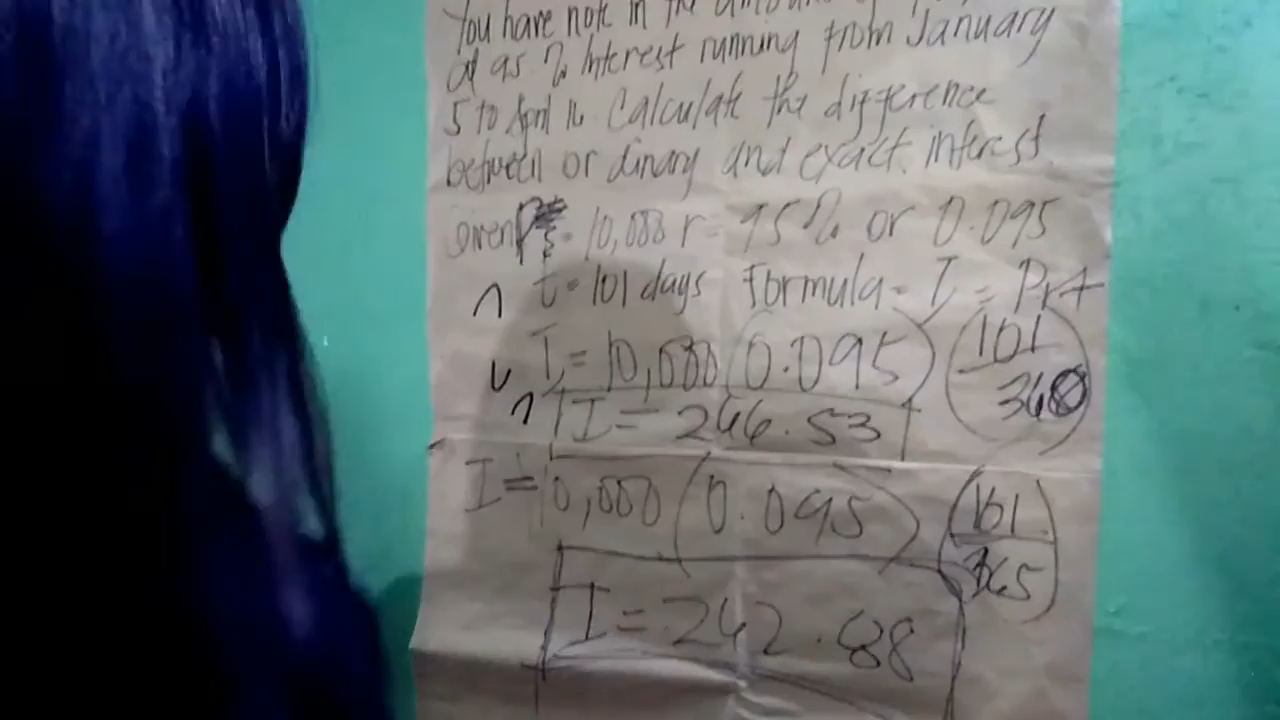 You have note in the
at 9.5 % interest running from January
5 to April 16. Calculate the difference
between or dinary and exact interest.
Given P = 10,000 r = 9.5% or 0.095
t = 101 days Formula = I = Prt
I = 10,000 (0.095) (101/360)
I = 266.53
I = 10,000 (0.095) (101/365)
I = 262.88